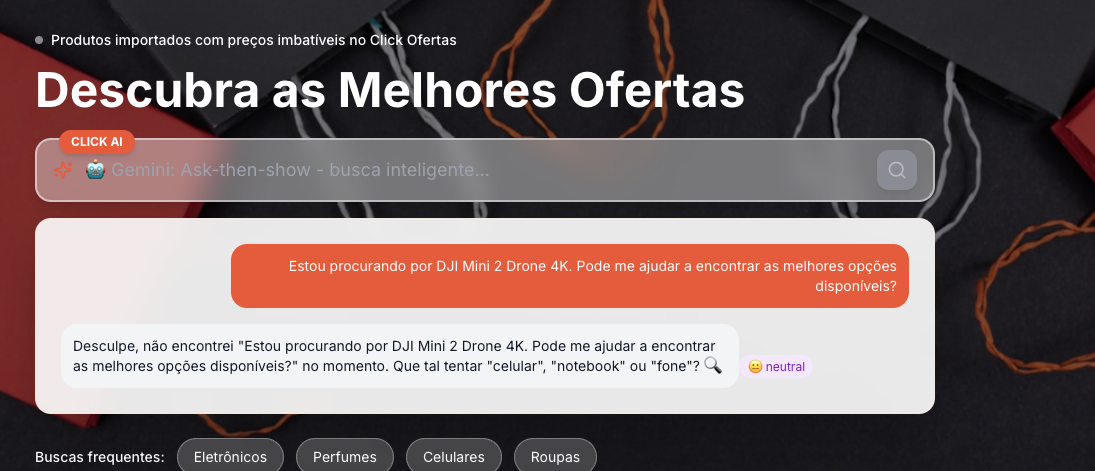 Produtos importados com preços imbatíveis no Click Ofertas
Descubra as Melhores Ofertas
CLICK AI
🤖 Gemini: Ask-then-show - busca inteligente...
Estou procurando por DJI Mini 2 Drone 4K. Pode me ajudar a encontrar as melhores opções
disponíveis?
Desculpe, não encontrei "Estou procurando por DJI Mini 2 Drone 4K. Pode me ajudar a encontrar
as melhores opções disponíveis?" no momento. Que tal tentar "celular", "notebook" ou "fone"? 🔍
😐 neutral
Buscas frequentes: Eletrônicos Perfumes Celulares Roupas